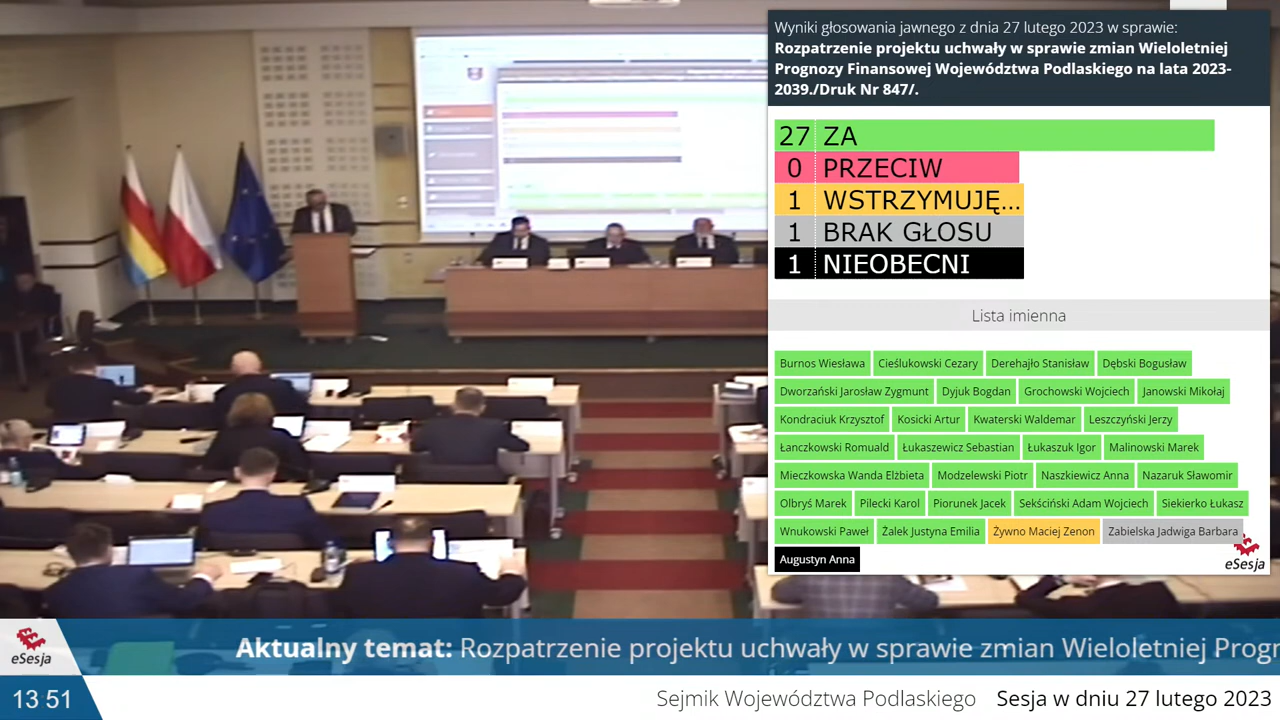 Wyniki głosowania jawnego z dnia 27 lutego 2023 w sprawie:
Rozpatrzenie projektu uchwały w sprawie zmian Wieloletniej
Prognozy Finansowej Województwa Podlaskiego na lata 2023-
2039./Druk Nr 847/.
27 ZA
0 PRZECIW
1 WSTRZYMUJĘ...
1 BRAK GŁOSU
1 NIEOBECNI
Lista imienna
Burnos Wiesława Cieślukowski Cezary Derehajło Stanisław Dębski Bogusław
Dworzański Jarosław Zygmunt Dyjuk Bogdan Grochowski Wojciech Janowski Mikołaj
Kondraciuk Krzysztof Kosicki Artur Kwaterski Waldemar Leszczyński Jerzy
Łanczkowski Romuald Łukaszewicz Sebastian Łukaszuk Igor Malinowski Marek
Mieczkowska Wanda Elżbieta Modzelewski Piotr Naszkiewicz Anna Nazaruk Sławomir
Olbryś Marek Pilecki Karol Piorunek Jacek Sekściński Adam Wojciech Siekierko Łukasz
Wnukowski Paweł Żalek Justyna Emilia Żywno Maciej Zenon Zabielska Jadwiga Barbara
Augustyn Anna
eSesja
eSesja
Aktualny temat: Rozpatrzenie projektu uchwały w sprawie zmian Wieloletniej Progr
13 51
Sejmik Województwa Podlaskiego Sesja w dniu 27 lutego 2023